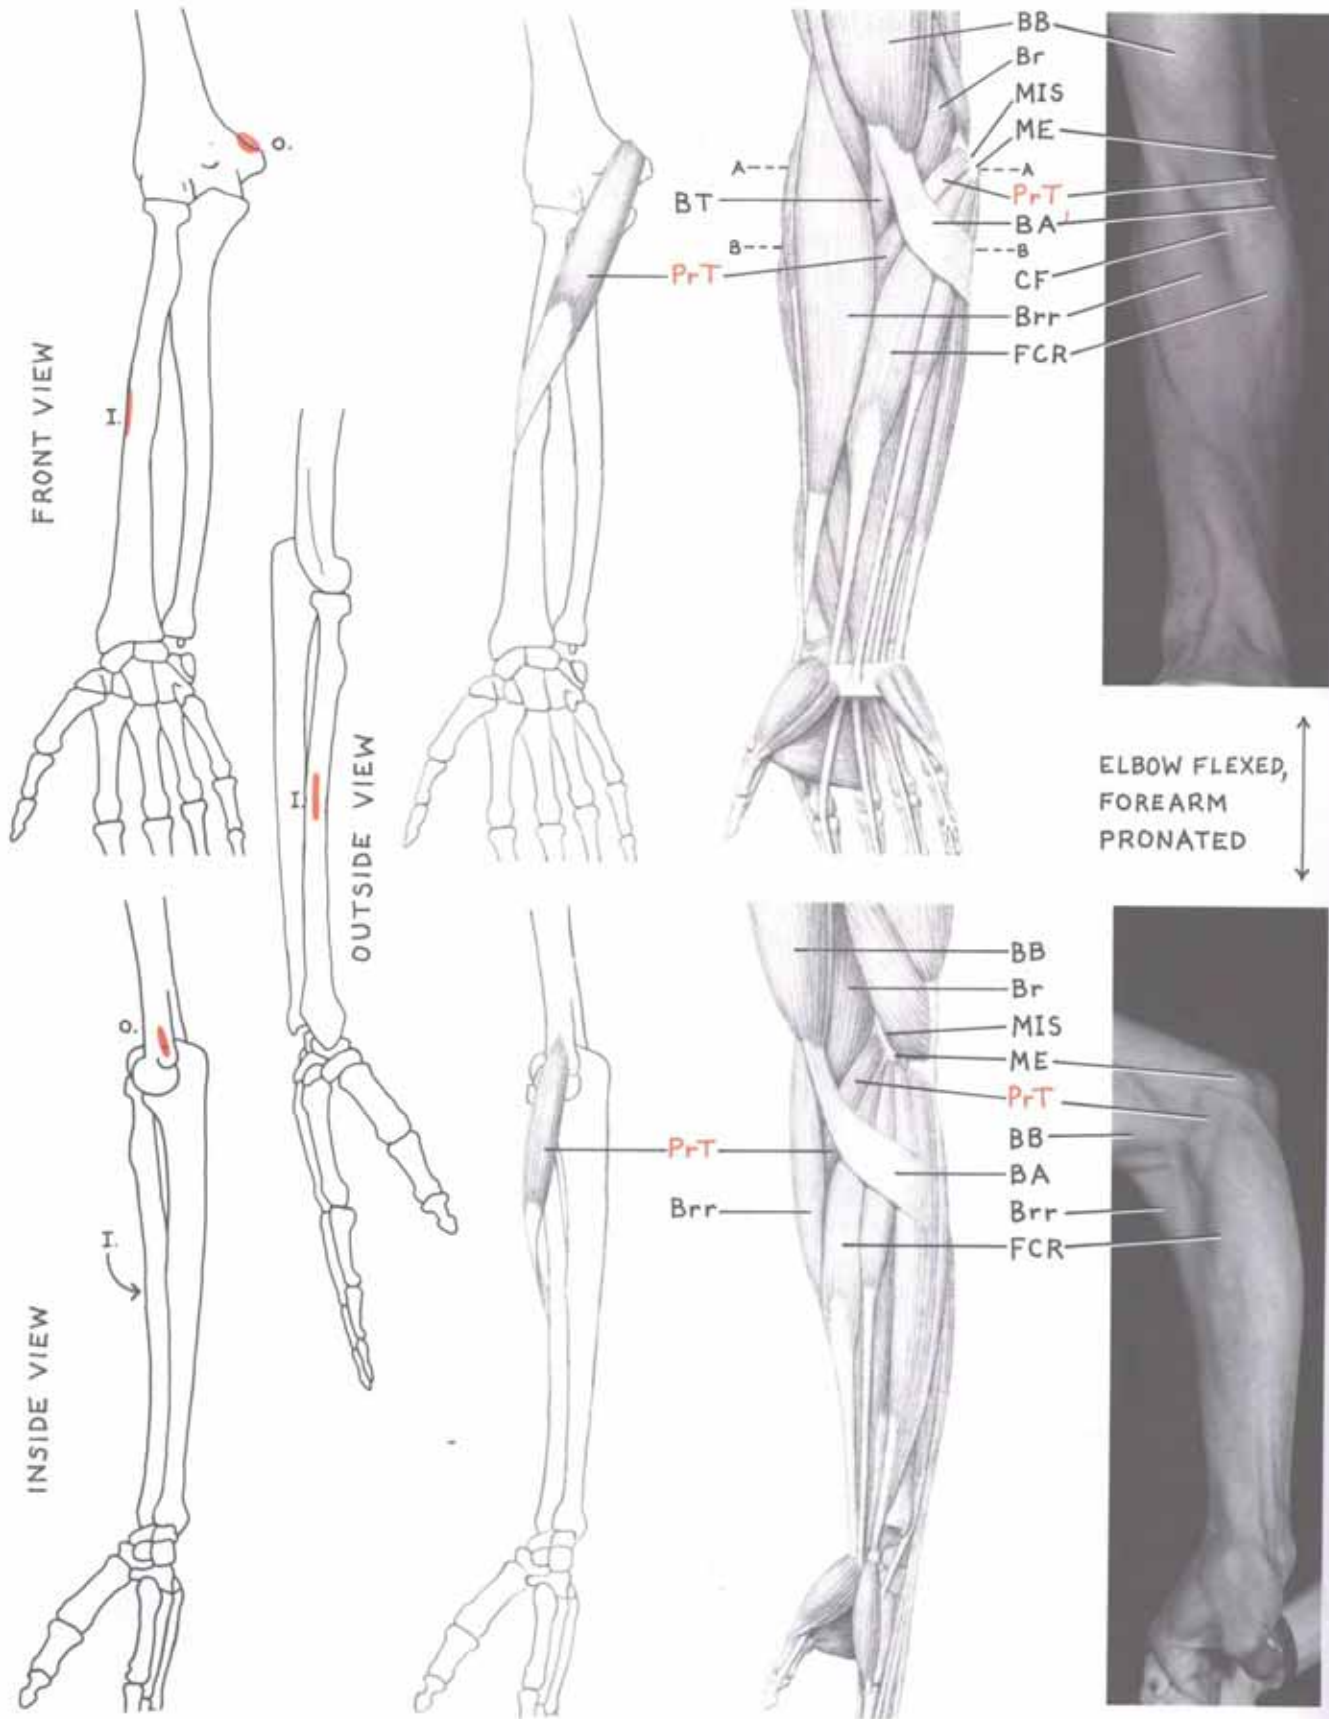 BB
Br
MIS
ME
O.
A A
PrT
BT
BA
B B
PrT
CF
Brr
FCR
FRONT VIEW
I.
OUTSIDE VIEW
I.
ELBOW FLEXED,
FOREARM
PRONATED
BB
Br
MIS
O.
ME
PrT
BB
PrT
BA
Brr
Brr
I.
FCR
INSIDE VIEW